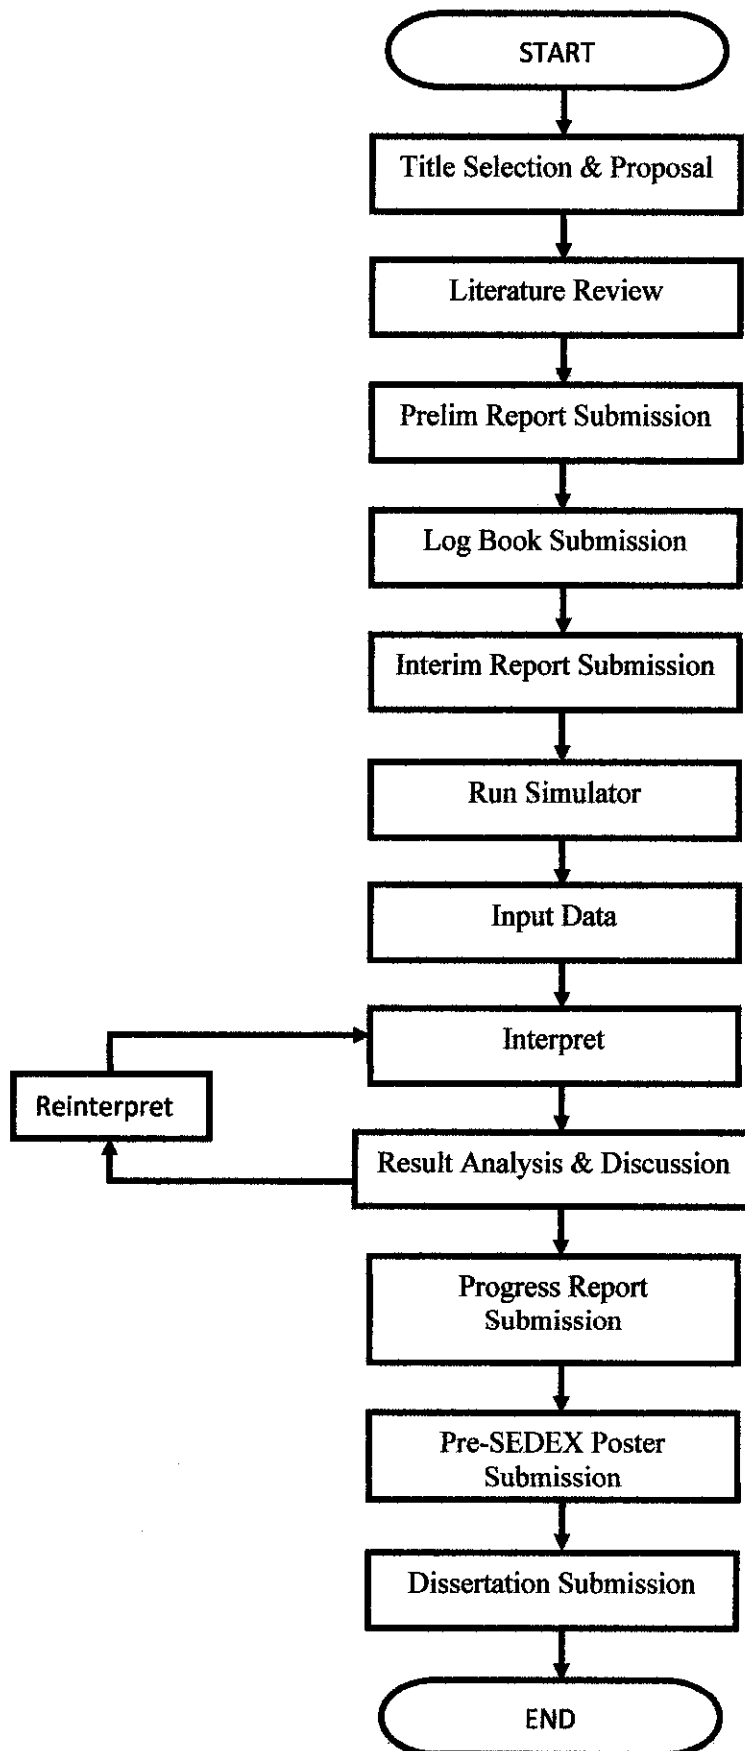 START
Title Selection & Proposal
Literature Review
Prelim Report Submission
Log Book Submission
Interim Report Submission
Run Simulator
Input Data
Interpret
Reinterpret
Result Analysis & Discussion
Progress Report
Submission
Pre-SEDEX Poster
Submission
Dissertation Submission
END